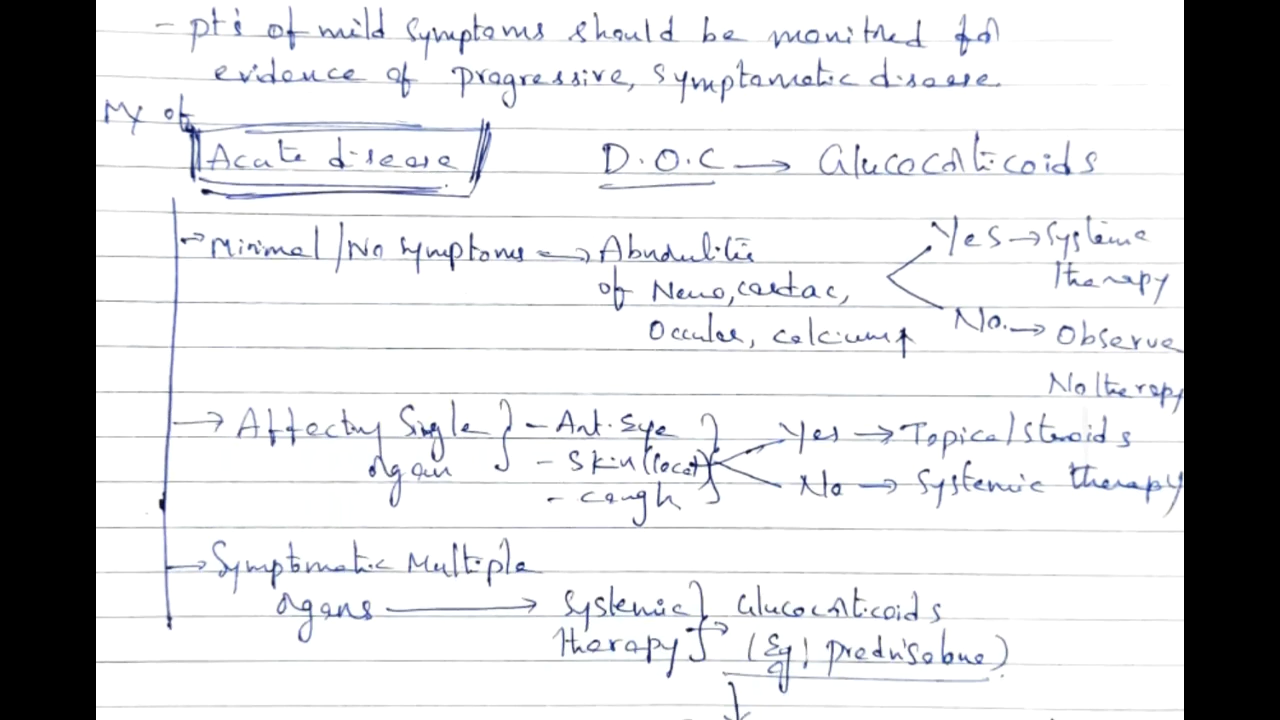 - pt's of mild symptoms should be monitred for
evidence of progressive, symptomatic disease.
Mx of
Acute disease D.O.C → Glucocorticoids
→ Minimal/No symptoms → Abndulitie
of Neuro, cardac,
Occular, calcium↑
Yes → Systemic
therapy
No. → Observe
No therapy
→ Affecting Single
organ
- Ant. Eye
- Skin (local)
- cough
Yes → Topical steroids
No → Systemic therapy
→ Symptomatic Multiple
organs → Systemic
therapy
→ Glucocorticoids
(Eg: prednisolone)
↓